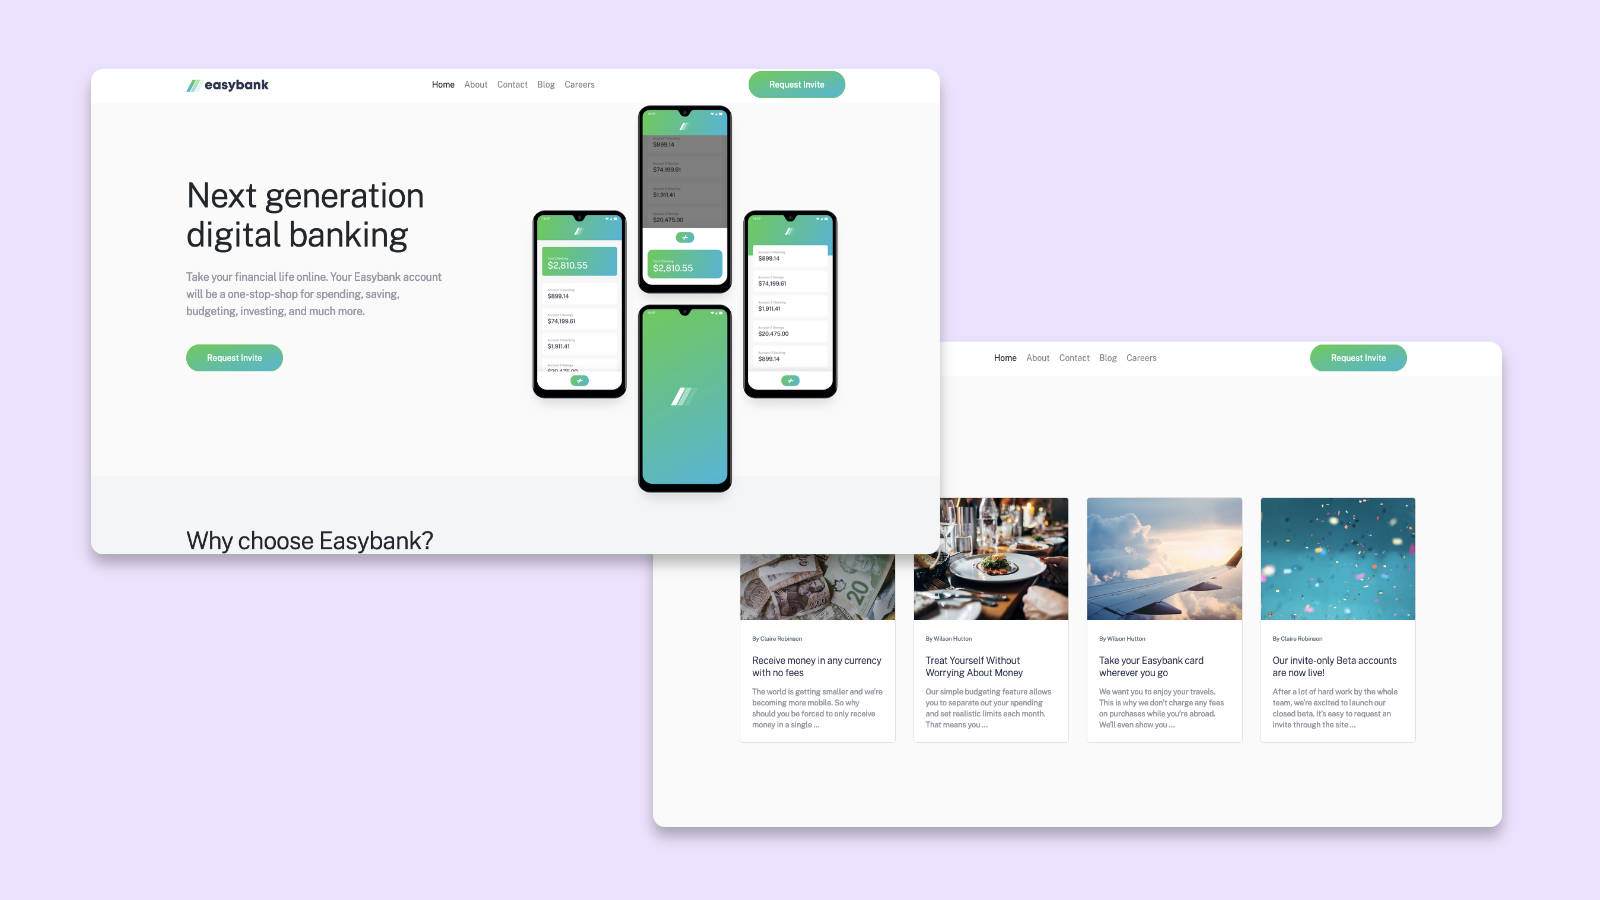 easybank
Home About Contact Blog Careers
Request Invite
Next generation
digital banking
Take your financial life online. Your Easybank account
will be a one-stop-shop for spending, saving,
budgeting, investing, and much more.
Request Invite
$899.14
$74,199.61
$1,911.41
$20,475.00
$2,810.55
$2,810.55
$899.14
$74,199.61
$1,911.41
$20,475.00
$899.14
$74,199.61
$1,911.41
$20,475.00
$899.14
Why choose Easybank?
Home About Contact Blog Careers
Request Invite
20
By Claire Robinson
Receive money in any currency
with no fees
The world is getting smaller and we're
becoming more mobile. So why
should you be forced to only receive
money in a single ...
By Wilson Hutton
Treat Yourself Without
Worrying About Money
Our simple budgeting feature allows
you to separate out your spending
and set realistic limits each month.
That means you ...
By Wilson Hutton
Take your Easybank card
wherever you go
We want you to enjoy your travels.
This is why we don't charge any fees
on purchases while you're abroad.
We'll even show you ...
By Claire Robinson
Our invite-only Beta accounts
are now live!
After a lot of hard work by the whole
team, we're excited to launch our
closed beta. It's easy to request an
invite through the site ...